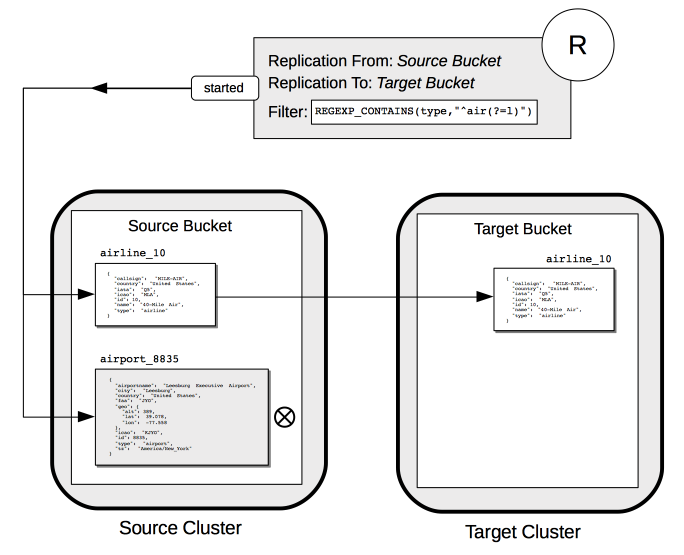 R
Replication From: Source Bucket
Replication To: Target Bucket
started
Filter: REGEXP_CONTAINS(type,"^air(?=l)")
Source Bucket
airline_10
{
"callsign": "MILE-AIR",
"country": "United States",
"iata": "Q5",
"icao": "MLA",
"id": 10,
"name": "40-Mile Air",
"type": "airline"
}
airport_8835
{
"airportname": "Leesburg Executive Airport",
"city": "Leesburg",
"country": "United States",
"faa": "JYO",
"geo": {
"alt": 389,
"lat": 39.078,
"lon": -77.558
},
"icao": "KJYO",
"id": 8835,
"type": "airport",
"tz": "America/New_York"
}
Source Cluster
Target Bucket
airline_10
{
"callsign": "MILE-AIR",
"country": "United States",
"iata": "Q5",
"icao": "MLA",
"id": 10,
"name": "40-Mile Air",
"type": "airline"
}
Target Cluster